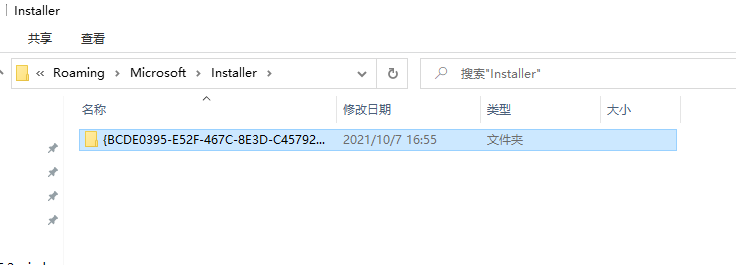 Installer
共享 查看
« Roaming > Microsoft > Installer > 搜索"Installer"
名称 修改日期 类型 大小
{BCDE0395-E52F-467C-8E3D-C45792... 2021/10/7 16:55 文件夹